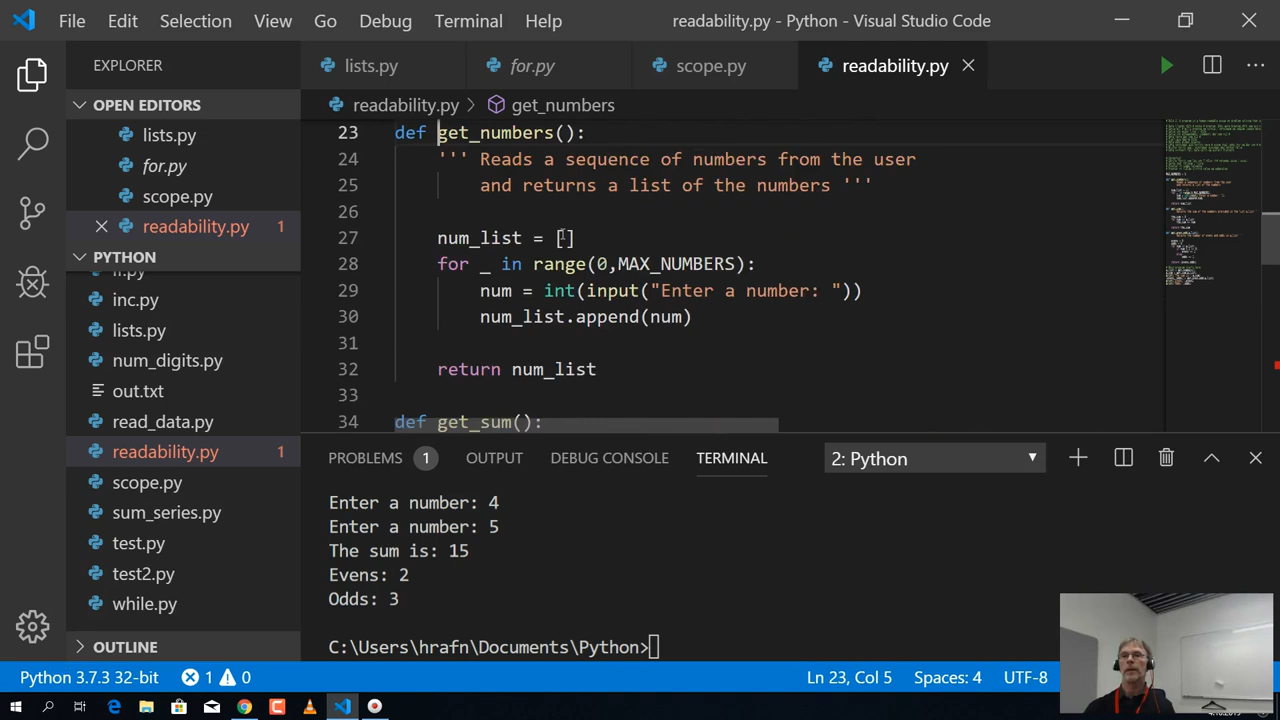 File Edit Selection View Go Debug Terminal Help readability.py - Python - Visual Studio Code
EXPLORER
lists.py for.py scope.py readability.py
OPEN EDITORS
lists.py
for.py
scope.py
readability.py 1
PYTHON
inc.py
lists.py
num_digits.py
out.txt
read_data.py
readability.py 1
scope.py
sum_series.py
test.py
test2.py
while.py
OUTLINE
readability.py > get_numbers
23 def get_numbers():
24 ''' Reads a sequence of numbers from the user
25 and returns a list of the numbers '''
26
27 num_list = []
28 for _ in range(0,MAX_NUMBERS):
29 num = int(input("Enter a number: "))
30 num_list.append(num)
31
32 return num_list
33
34 def get_sum():
PROBLEMS 1 OUTPUT DEBUG CONSOLE TERMINAL 2: Python
Enter a number: 4
Enter a number: 5
The sum is: 15
Evens: 2
Odds: 3
C:\Users\hrafn\Documents\Python>
Python 3.7.3 32-bit 1 0 Ln 23, Col 5 Spaces: 4 UTF-8